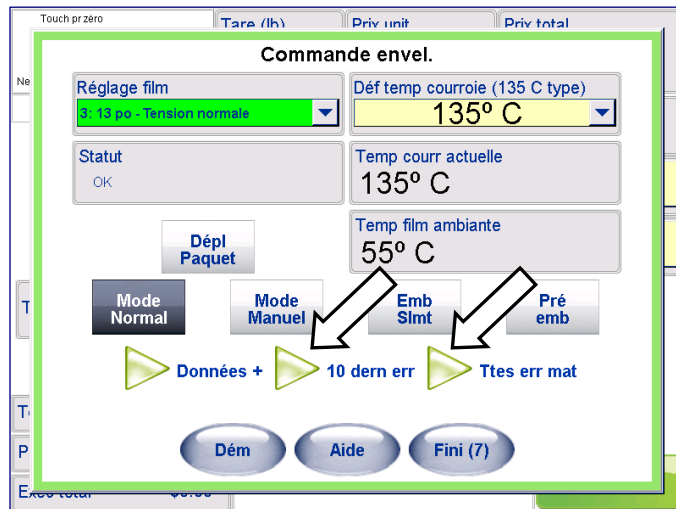 Touch pr zéro
Tare (lb)
Prix unit
Prix total
Ne
Commande envel.
Réglage film
3: 13 po - Tension normale
Déf temp courroie (135 C type)
135º C
Statut
OK
Temp courr actuelle
135º C
Temp film ambiante
55º C
Dépl
Paquet
Mode
Normal
Mode
Manuel
Emb
Slmt
Pré
emb
Données +
10 dern err
Ttes err mat
Dém
Aide
Fini (7)